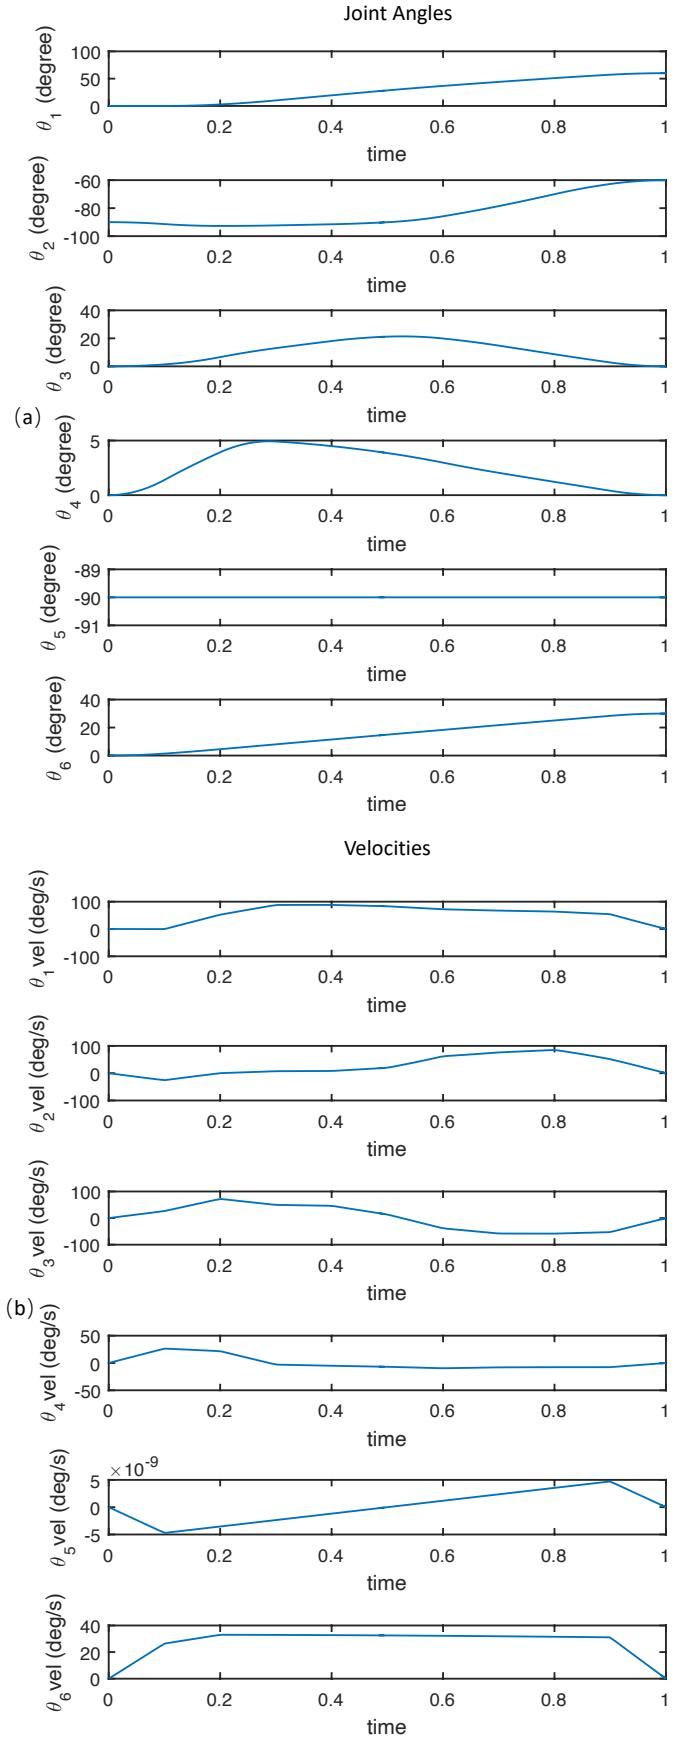 Joint Angles
100
50
0
θ1 (degree)
0 0.2 0.4 0.6 0.8 1
time
-60
-80
-100
θ2 (degree)
0 0.2 0.4 0.6 0.8 1
time
40
20
0
θ3 (degree)
0 0.2 0.4 0.6 0.8 1
time
(a)
5
0
θ4 (degree)
0 0.2 0.4 0.6 0.8 1
time
-89
-90
-91
θ5 (degree)
0 0.2 0.4 0.6 0.8 1
time
40
20
0
θ6 (degree)
0 0.2 0.4 0.6 0.8 1
time
Velocities
100
0
-100
θ1 vel (deg/s)
0 0.2 0.4 0.6 0.8 1
time
100
0
-100
θ2 vel (deg/s)
0 0.2 0.4 0.6 0.8 1
time
100
0
-100
θ3 vel (deg/s)
0 0.2 0.4 0.6 0.8 1
time
(b)
50
0
-50
θ4 vel (deg/s)
0 0.2 0.4 0.6 0.8 1
time
×10-9
5
0
-5
θ5 vel (deg/s)
0 0.2 0.4 0.6 0.8 1
time
40
20
0
θ6 vel (deg/s)
0 0.2 0.4 0.6 0.8 1
time